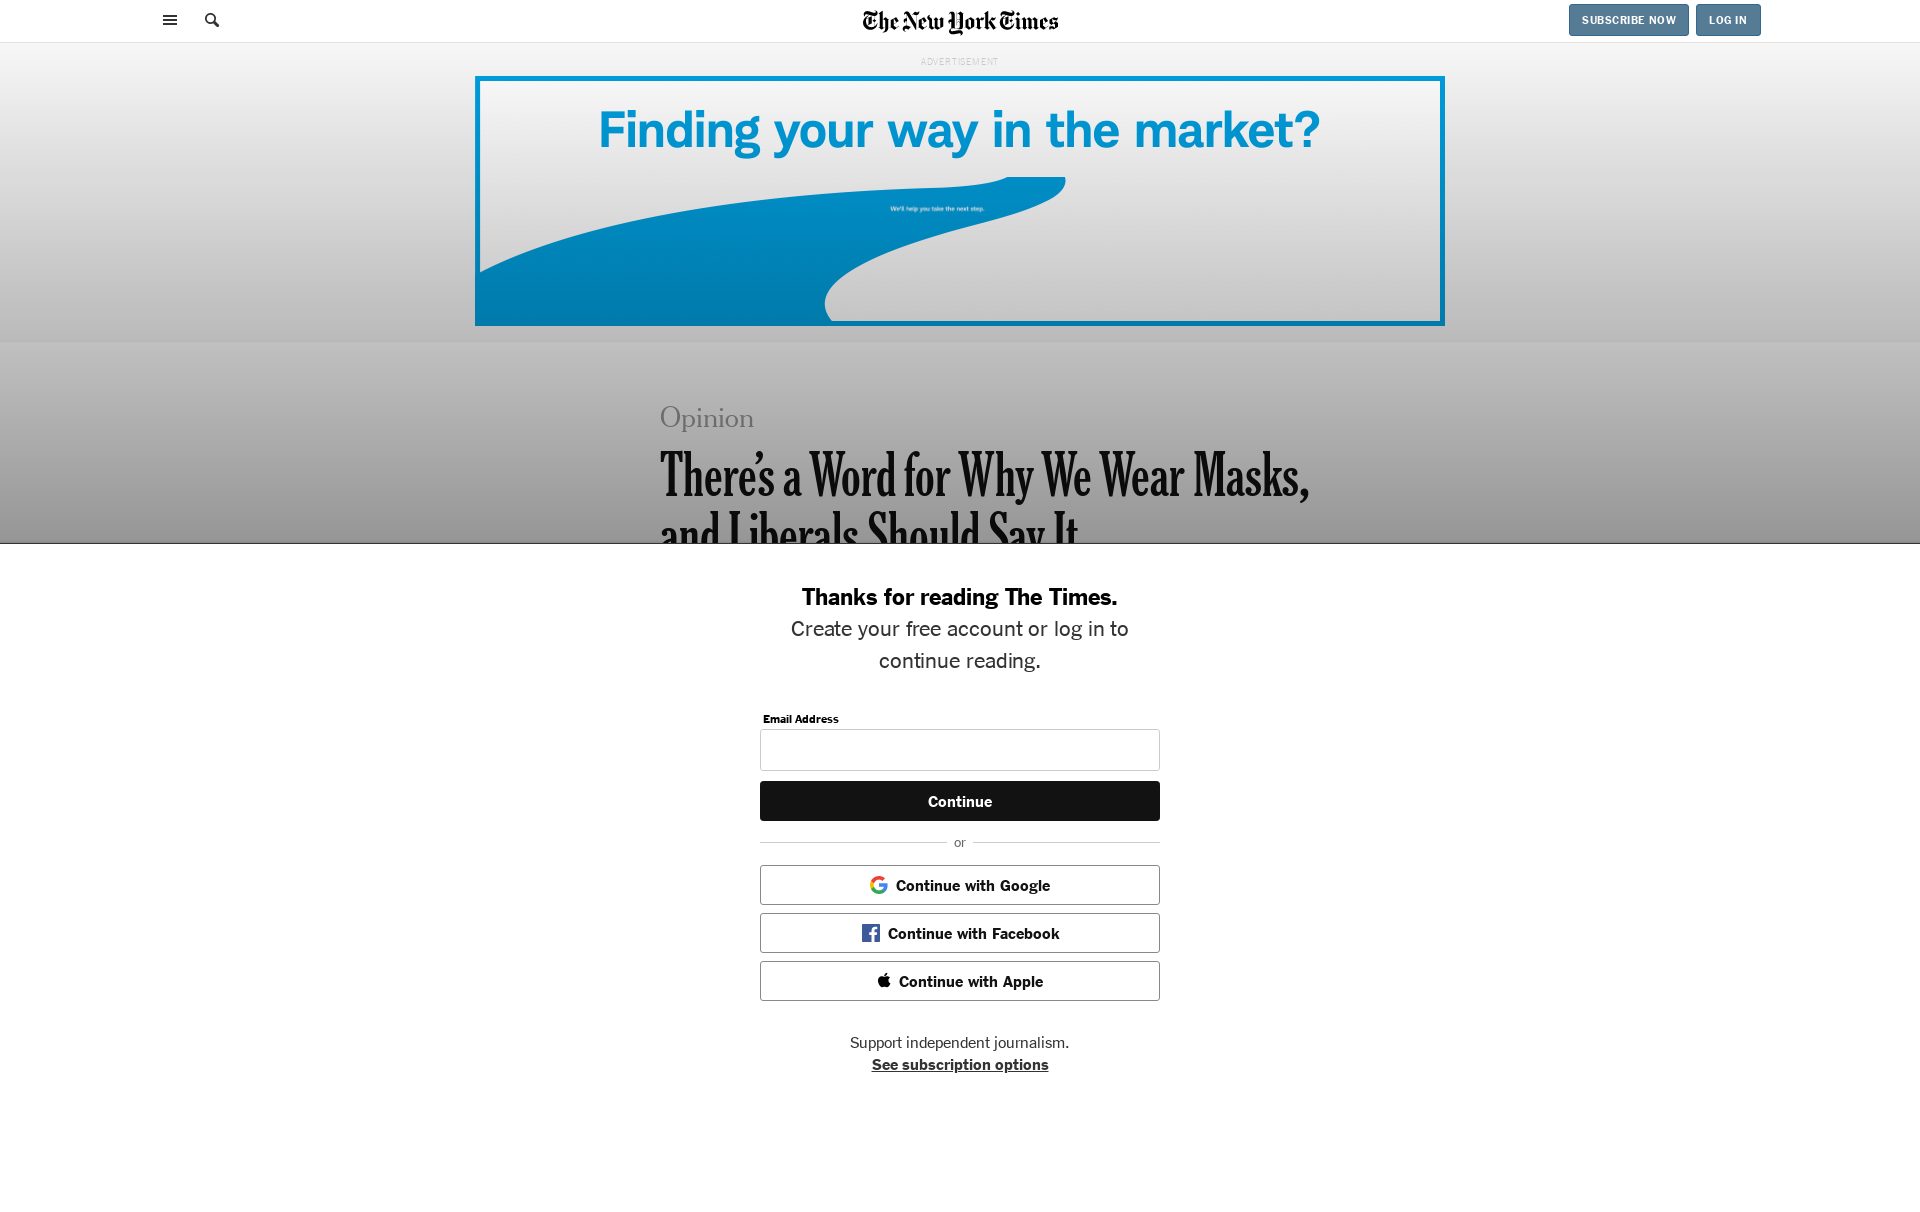 The New York Times
SUBSCRIBE NOW
LOG IN
ADVERTISEMENT
Finding your way in the market?
We'll help you take the next step.
Opinion
There’s a Word for Why We Wear Masks,
and Liberals Should Say It
Thanks for reading The Times.
Create your free account or log in to
continue reading.
Email Address
Continue
or
Continue with Google
Continue with Facebook
Continue with Apple
Support independent journalism.
See subscription options